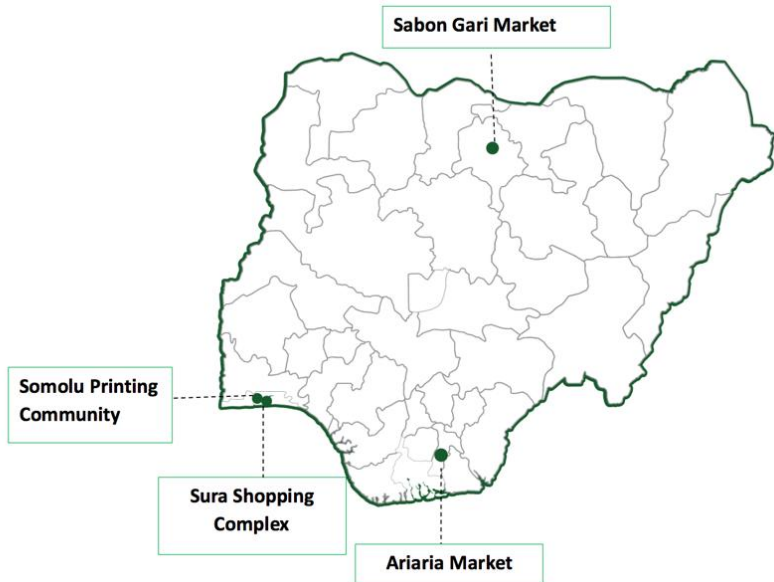 Sabon Gari Market
Somolu Printing
Community
Sura Shopping
Complex
Ariaria Market